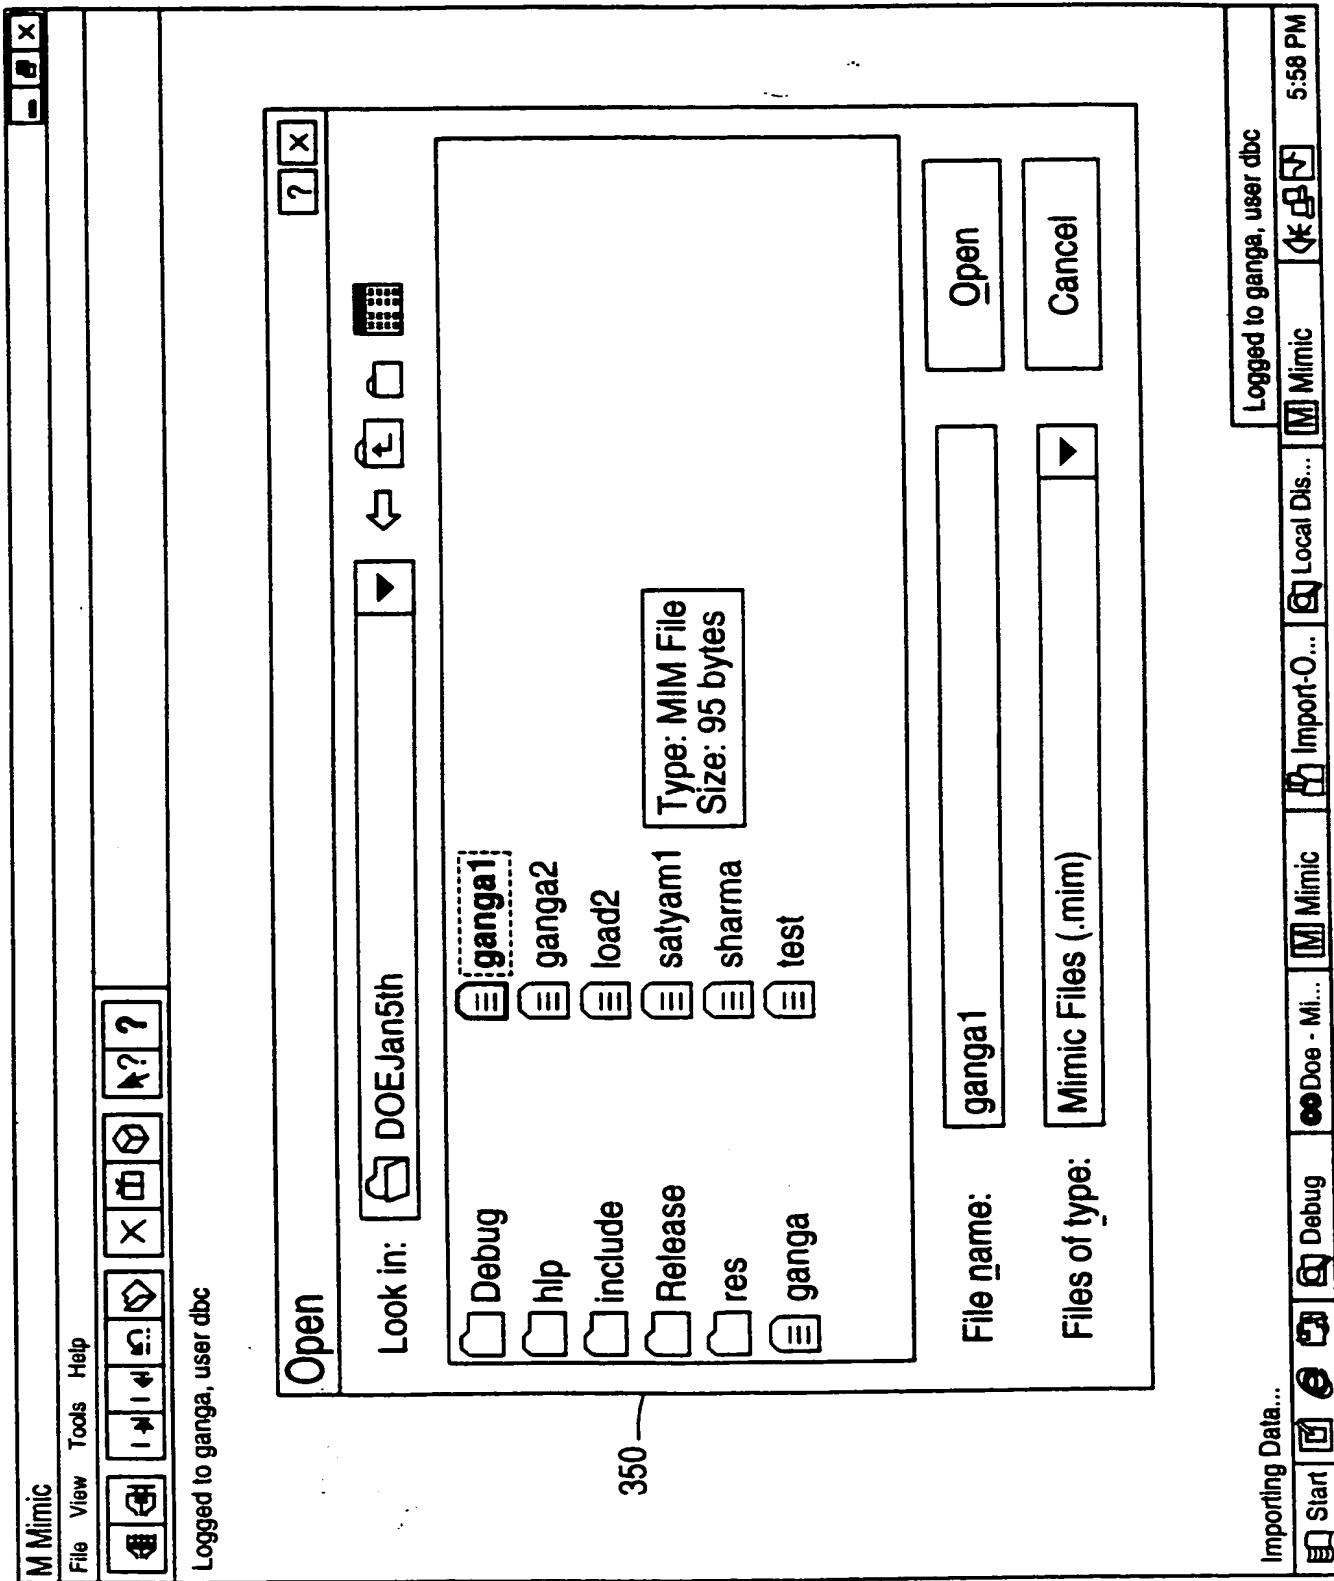 M Mimic
File View Tools Help
Logged to ganga, user dbc
Open
Look in: DOEJan5th
Debug
hlp
include
Release
res
ganga
ganga1
ganga2
load2
satyam1
sharma
test
Type: MIM File
Size: 95 bytes
File name: ganga1
Open
Files of type: Mimic Files (.mim)
Cancel
350
Importing Data...
Logged to ganga, user dbc
Start Debug Doe - Mi... M Mimic Import-O... Local Dis... M Mimic 5:58 PM